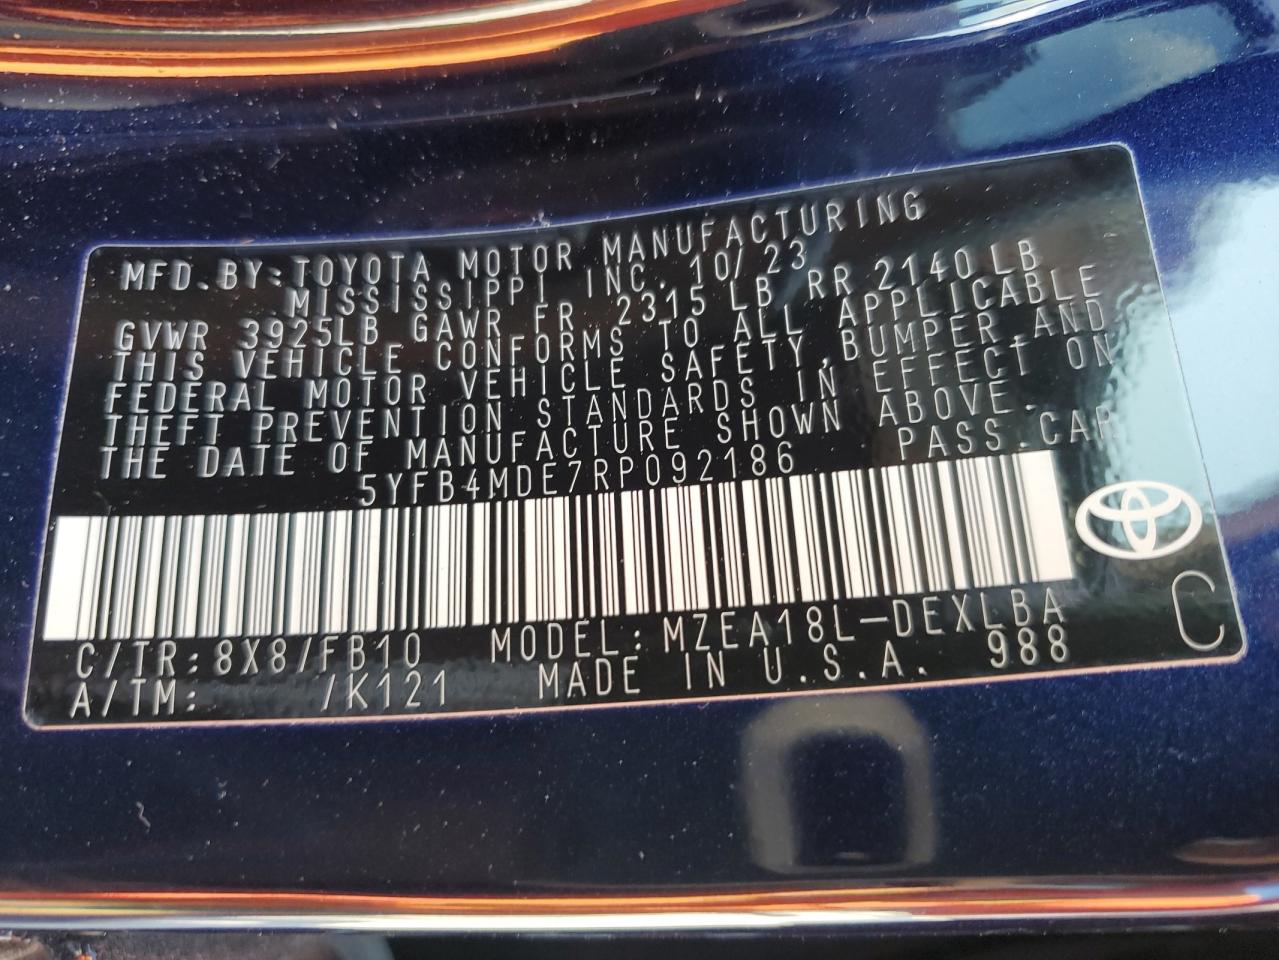 MFD.BY:TOYOTA MOTOR MANUFACTURING
MISSISSIPPI INC. 10/23
GVWR 3925LB GAWR FR 2315 LB RR 2140LB
THIS VEHICLE CONFORMS TO ALL APPLICABLE
FEDERAL MOTOR VEHICLE SAFETY,BUMPER,AND
THEFT PREVENTION STANDARDS IN EFFECT ON
THE DATE OF MANUFACTURE SHOWN ABOVE.
5YFB4MDE7RP092186 PASS.CAR
C/TR:8X8/FB10 MODEL:MZEA18L-DEXLBA
A/TM: /K121 MADE IN U.S.A. 988 C